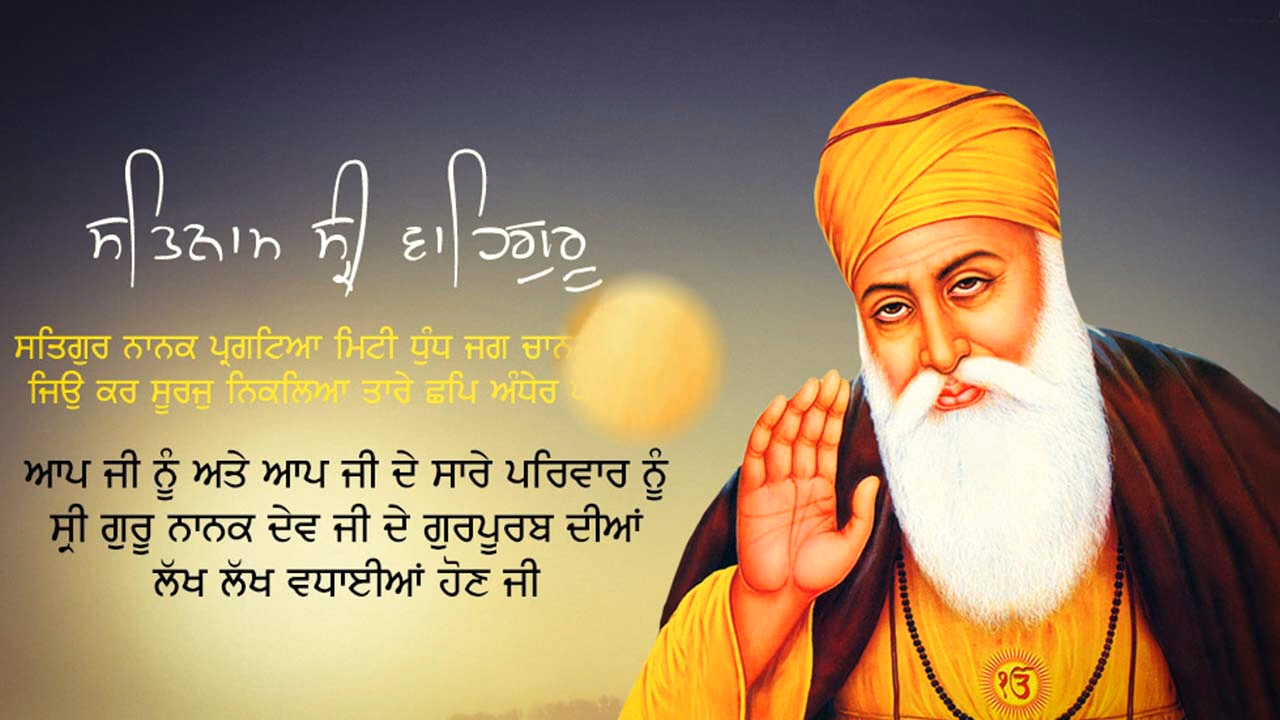 ਸਤਿਨਾਮ ਸ੍ਰੀ ਵਾਹਿਗੁਰੂ
ਸਤਿਗੁਰ ਨਾਨਕ ਪ੍ਰਗਟਿਆ ਮਿਟੀ ਧੁੰਧ ਜਗ
ਜਿਉ ਕਰ ਸੂਰਜੁ ਨਿਕਲਿਆ ਤਾਰੇ ਛਪਿ ਅੰਧੇਰ
ਆਪ ਜੀ ਨੂੰ ਅਤੇ ਆਪ ਜੀ ਦੇ ਸਾਰੇ ਪਰਿਵਾਰ ਨੂੰ
ਸ੍ਰੀ ਗੁਰੂ ਨਾਨਕ ਦੇਵ ਜੀ ਦੇ ਗੁਰਪੂਰਬ ਦੀਆਂ
ਲੱਖ ਲੱਖ ਵਧਾਈਆਂ ਹੋਣ ਜੀ
ੴ